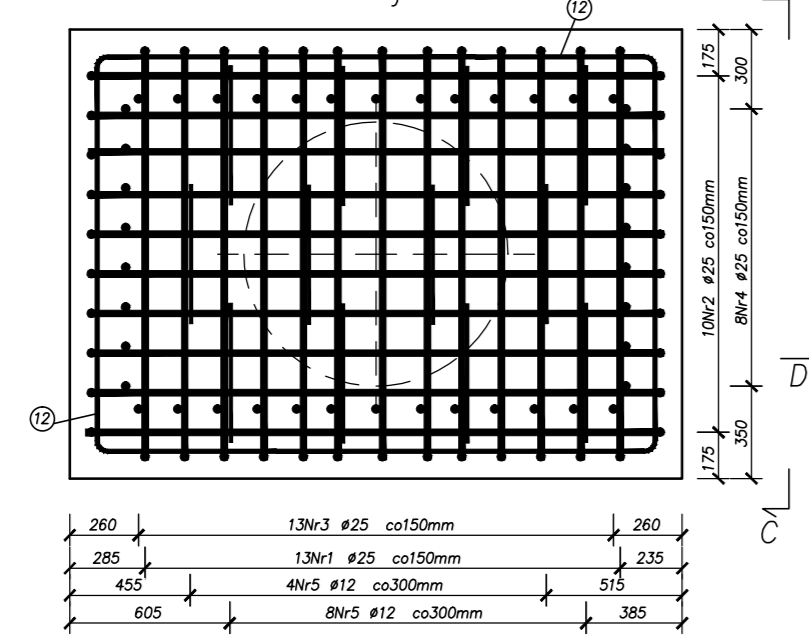 12
175
300
10Nr2 ø25 co150mm
8Nr4 ø25 co150mm
D
12
175
350
C
260 13Nr3 ø25 co150mm 260
285 13Nr1 ø25 co150mm 235
455 4Nr5 ø12 co300mm 515
605 8Nr5 ø12 co300mm 385